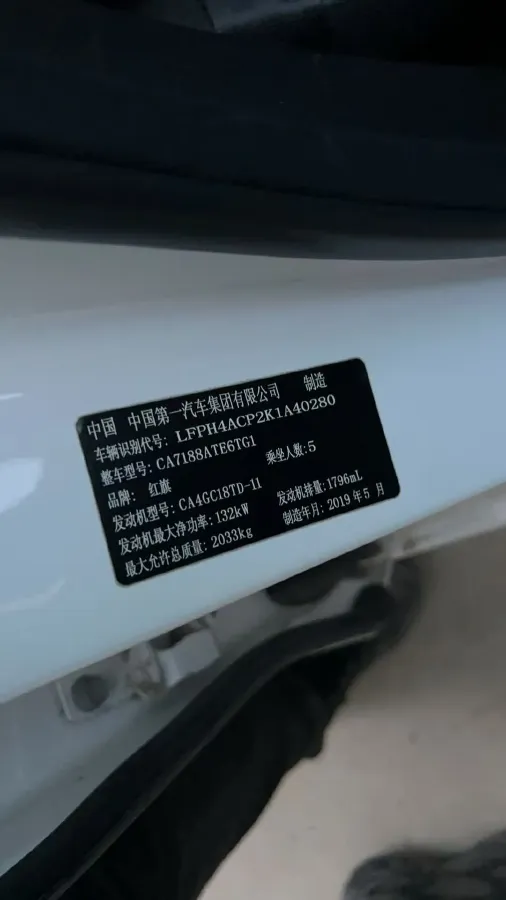 中国 中国第一汽车集团有限公司 制造
车辆识别代号: LFPH4ACP2K1A40280
整车型号: CA7188ATE6TG1
品牌: 红旗 乘坐人数: 5
发动机型号: CA4GC18TD-11
发动机最大净功率: 132kW 发动机排量: 1796mL
最大允许总质量: 2033kg 制造年月: 2019年5月